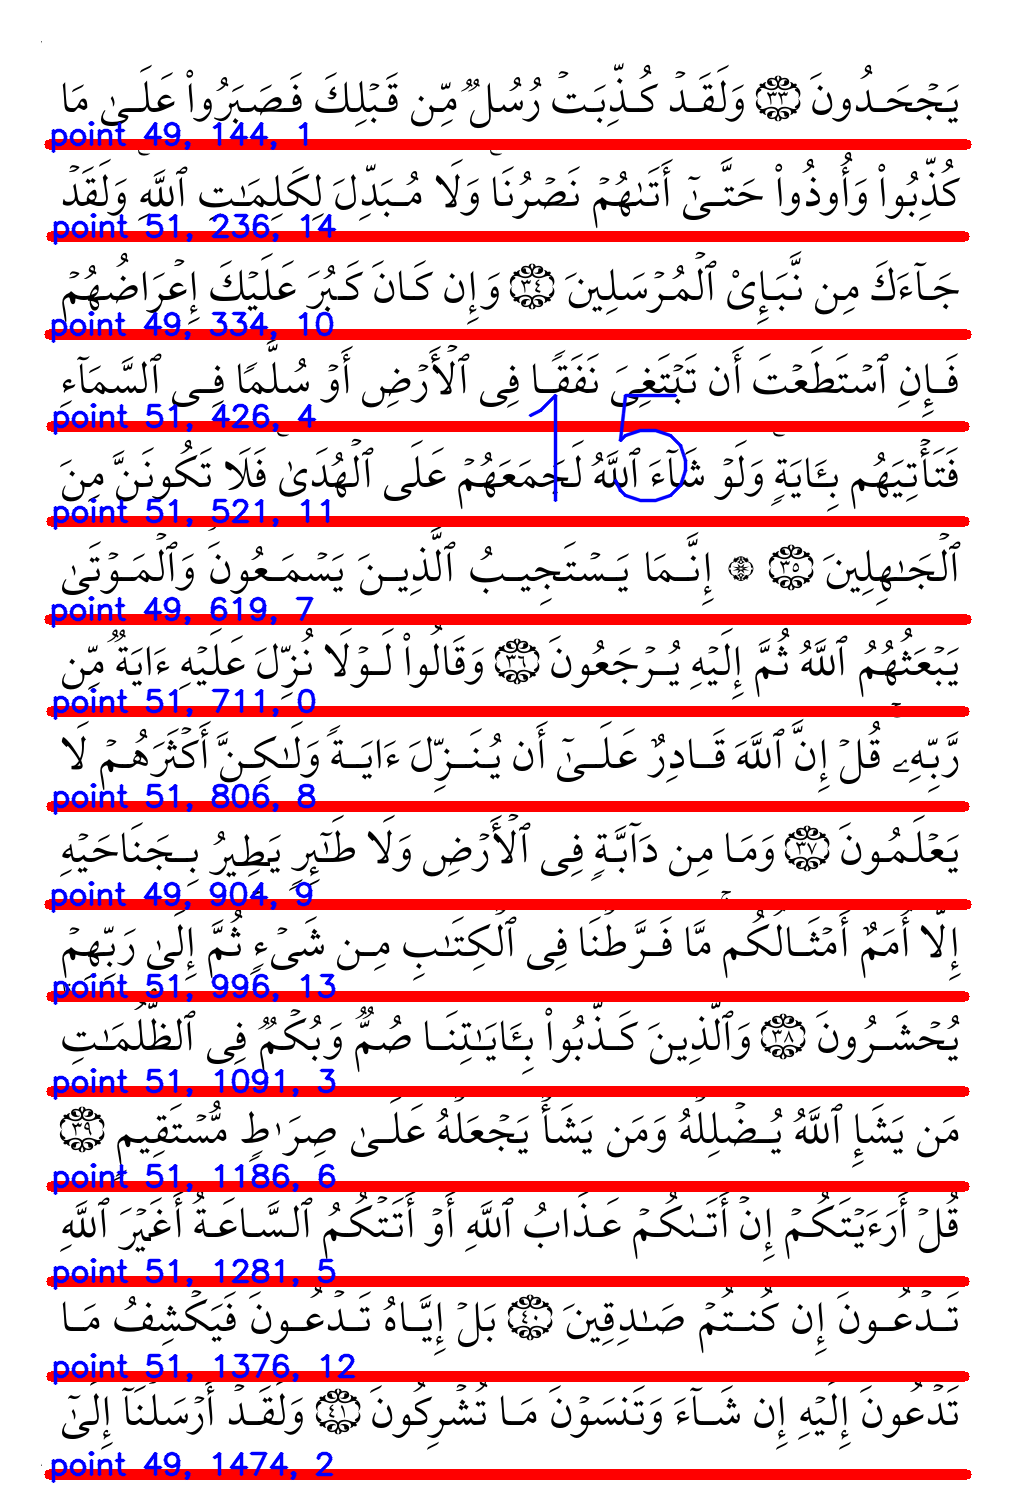 يَجْحَدُونَ ٣٣ وَلَقَدْ كُذِّبَتْ رُسُلٌ مِّن قَبْلِكَ فَصَبَرُوا۟ عَلَىٰ مَا
point 49, 144, 1
كُذِّبُوا۟ وَأُوذُوا۟ حَتَّىٰٓ أَتَىٰهُمْ نَصْرُنَا وَلَا مُبَدِّلَ لِكَلِمَـٰتِ ٱللَّهِ وَلَقَدْ
point 51, 236, 14
جَآءَكَ مِن نَّبَإِى۟ ٱلْمُرْسَلِينَ ٣٤ وَإِن كَانَ كَبُرَ عَلَيْكَ إِعْرَاضُهُمْ
point 49, 334, 10
فَإِنِ ٱسْتَطَعْتَ أَن تَبْتَغِىَ نَفَقًا فِى ٱلْأَرْضِ أَوْ سُلَّمًا فِى ٱلسَّمَآءِ
point 51, 426, 4
15
فَتَأْتِيَهُم بِـَٔايَةٍ وَلَوْ شَآءَ ٱللَّهُ لَجَمَعَهُمْ عَلَى ٱلْهُدَىٰ فَلَا تَكُونَنَّ مِنَ
point 51, 521, 11
ٱلْجَـٰهِلِينَ ٣٥ ۞ إِنَّمَا يَسْتَجِيبُ ٱلَّذِينَ يَسْمَعُونَ وَٱلْمَوْتَىٰ
point 49, 619, 7
يَبْعَثُهُمُ ٱللَّهُ ثُمَّ إِلَيْهِ يُرْجَعُونَ ٣٦ وَقَالُوا۟ لَوْلَا نُزِّلَ عَلَيْهِ ءَايَةٌ مِّن
point 51, 711, 0
رَّبِّهِۦ قُلْ إِنَّ ٱللَّهَ قَادِرٌ عَلَىٰٓ أَن يُنَزِّلَ ءَايَةً وَلَـٰكِنَّ أَكْثَرَهُمْ لَا
point 51, 806, 8
يَعْلَمُونَ ٣٧ وَمَا مِن دَآبَّةٍ فِى ٱلْأَرْضِ وَلَا طَـٰٓئِرٍ يَطِيرُ بِجَنَاحَيْهِ
point 49, 904, 9
إِلَّآ أُمَمٌ أَمْثَالُكُم مَّا فَرَّطْنَا فِى ٱلْكِتَـٰبِ مِن شَىْءٍ ثُمَّ إِلَىٰ رَبِّهِمْ
point 51, 996, 13
يُحْشَرُونَ ٣٨ وَٱلَّذِينَ كَذَّبُوا۟ بِـَٔايَـٰتِنَا صُمٌّ وَبُكْمٌ فِى ٱلظُّلُمَـٰتِ
point 51, 1091, 3
مَن يَشَإِ ٱللَّهُ يُضْلِلْهُ وَمَن يَشَأْ يَجْعَلْهُ عَلَىٰ صِرَٰطٍ مُّسْتَقِيمٍ ٣٩
point 51, 1186, 6
قُلْ أَرَءَيْتَكُمْ إِنْ أَتَىٰكُمْ عَذَابُ ٱللَّهِ أَوْ أَتَتْكُمُ ٱلسَّاعَةُ أَغَيْرَ ٱللَّهِ
point 51, 1281, 5
تَدْعُونَ إِن كُنتُمْ صَـٰدِقِينَ ٤٠ بَلْ إِيَّاهُ تَدْعُونَ فَيَكْشِفُ مَا
point 51, 1376, 12
تَدْعُونَ إِلَيْهِ إِن شَآءَ وَتَنسَوْنَ مَا تُشْرِكُونَ ٤١ وَلَقَدْ أَرْسَلْنَآ إِلَىٰٓ
point 49, 1474, 2